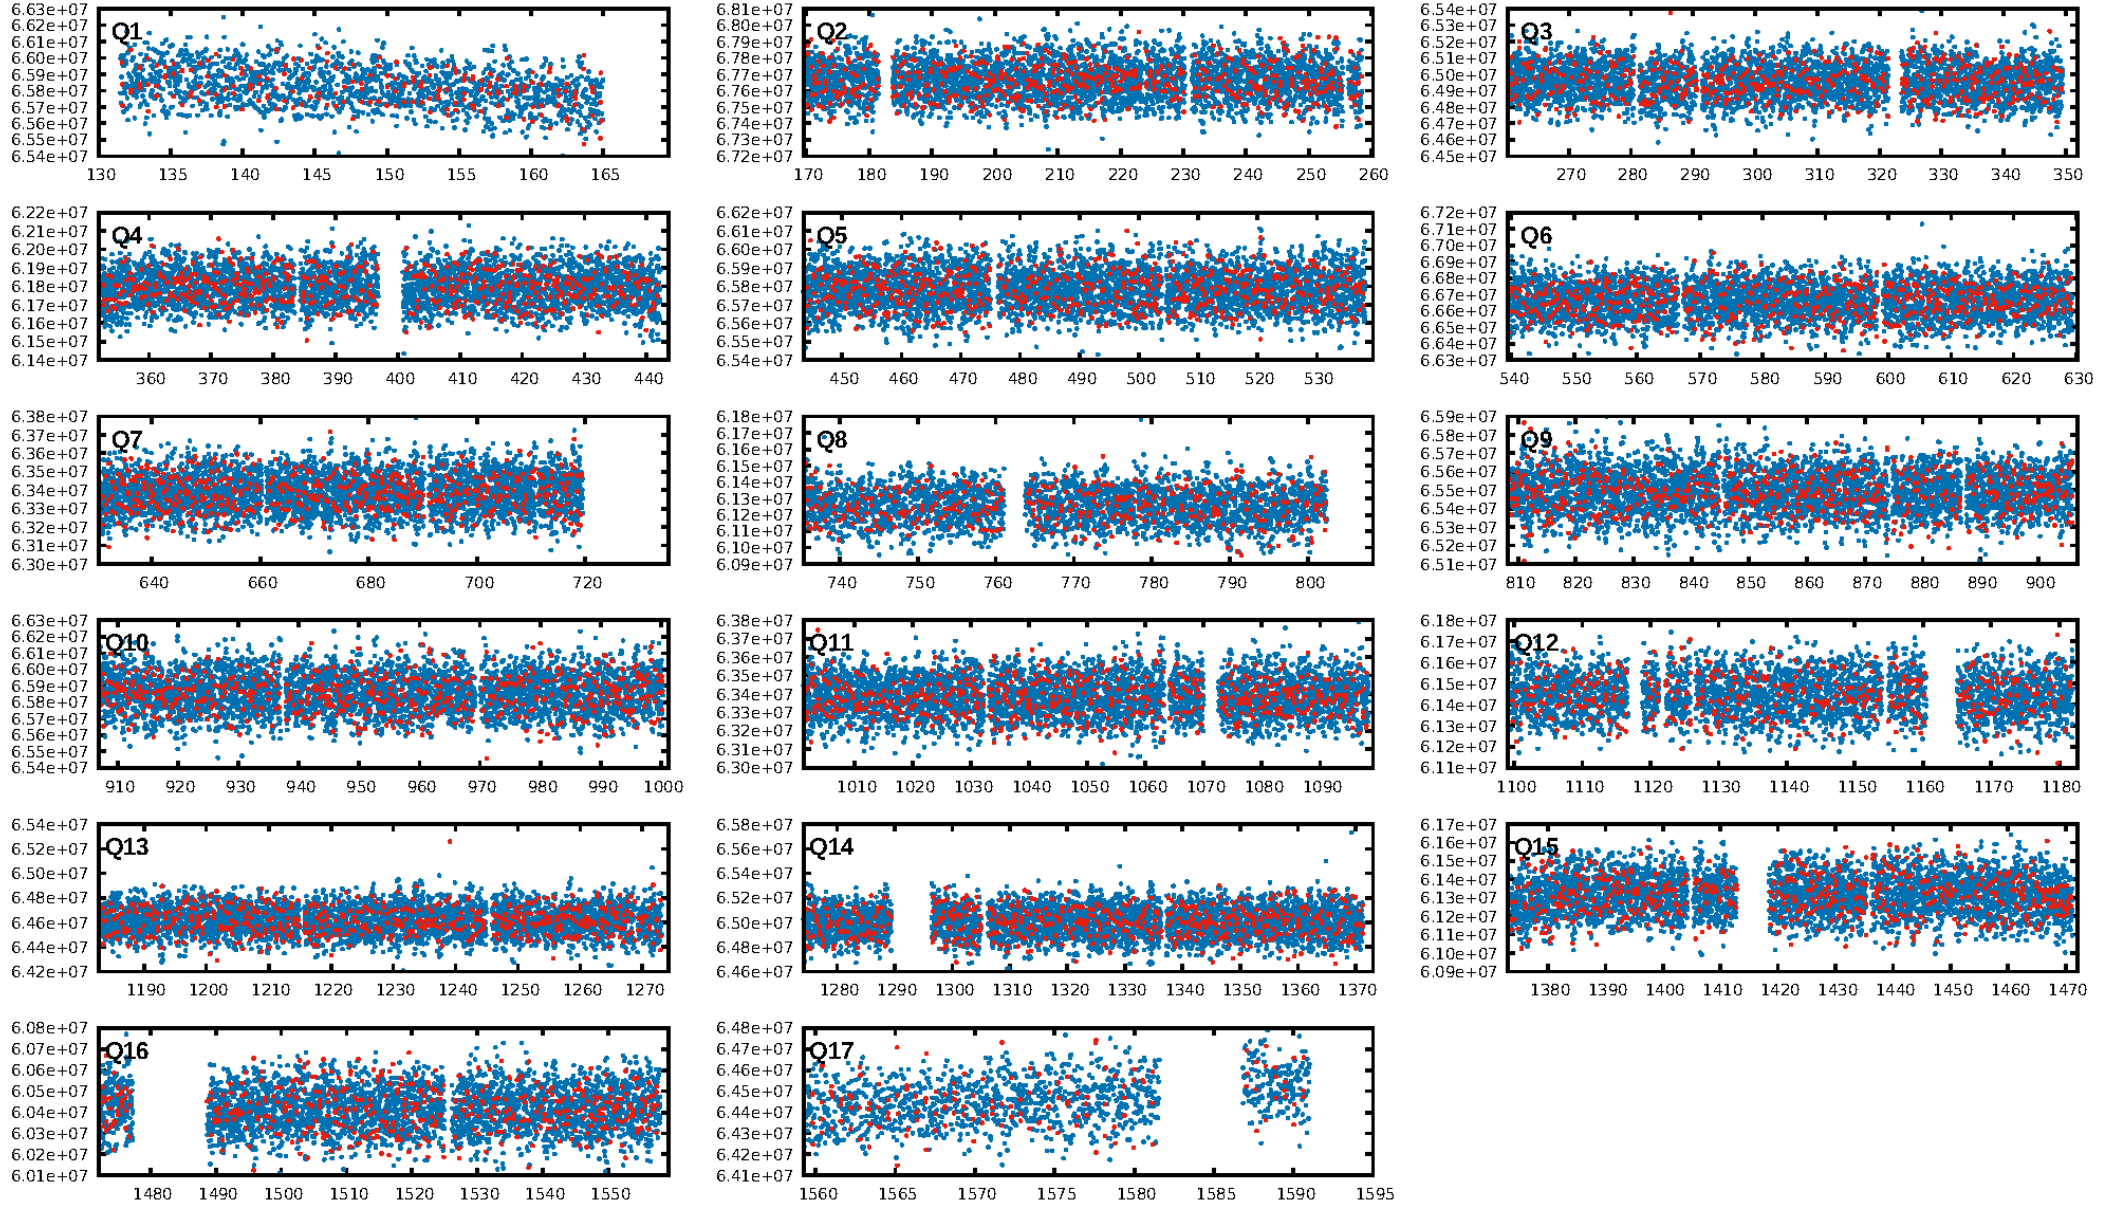 Q1
6.63e+07
6.62e+07
6.61e+07
6.60e+07
6.59e+07
6.58e+07
6.57e+07
6.56e+07
6.55e+07
6.54e+07
130 135 140 145 150 155 160 165
Q2
6.81e+07
6.80e+07
6.79e+07
6.78e+07
6.77e+07
6.76e+07
6.75e+07
6.74e+07
6.73e+07
6.72e+07
170 180 190 200 210 220 230 240 250 260
Q3
6.54e+07
6.53e+07
6.52e+07
6.51e+07
6.50e+07
6.49e+07
6.48e+07
6.47e+07
6.46e+07
6.45e+07
270 280 290 300 310 320 330 340 350
Q4
6.22e+07
6.21e+07
6.20e+07
6.19e+07
6.18e+07
6.17e+07
6.16e+07
6.15e+07
6.14e+07
360 370 380 390 400 410 420 430 440
Q5
6.62e+07
6.61e+07
6.60e+07
6.59e+07
6.58e+07
6.57e+07
6.56e+07
6.55e+07
6.54e+07
450 460 470 480 490 500 510 520 530
Q6
6.72e+07
6.71e+07
6.70e+07
6.69e+07
6.68e+07
6.67e+07
6.66e+07
6.65e+07
6.64e+07
6.63e+07
540 550 560 570 580 590 600 610 620 630
Q7
6.38e+07
6.37e+07
6.36e+07
6.35e+07
6.34e+07
6.33e+07
6.32e+07
6.31e+07
6.30e+07
640 660 680 700 720
Q8
6.18e+07
6.17e+07
6.16e+07
6.15e+07
6.14e+07
6.13e+07
6.12e+07
6.11e+07
6.10e+07
6.09e+07
740 750 760 770 780 790 800
Q9
6.59e+07
6.58e+07
6.57e+07
6.56e+07
6.55e+07
6.54e+07
6.53e+07
6.52e+07
6.51e+07
810 820 830 840 850 860 870 880 890 900
Q10
6.63e+07
6.62e+07
6.61e+07
6.60e+07
6.59e+07
6.58e+07
6.57e+07
6.56e+07
6.55e+07
6.54e+07
910 920 930 940 950 960 970 980 990 1000
Q11
6.38e+07
6.37e+07
6.36e+07
6.35e+07
6.34e+07
6.33e+07
6.32e+07
6.31e+07
6.30e+07
1010 1020 1030 1040 1050 1060 1070 1080 1090
Q12
6.18e+07
6.17e+07
6.16e+07
6.15e+07
6.14e+07
6.13e+07
6.12e+07
6.11e+07
1100 1110 1120 1130 1140 1150 1160 1170 1180
Q13
6.54e+07
6.52e+07
6.50e+07
6.48e+07
6.46e+07
6.44e+07
6.42e+07
1190 1200 1210 1220 1230 1240 1250 1260 1270
Q14
6.58e+07
6.56e+07
6.54e+07
6.52e+07
6.50e+07
6.48e+07
6.46e+07
1280 1290 1300 1310 1320 1330 1340 1350 1360 1370
Q15
6.17e+07
6.16e+07
6.15e+07
6.14e+07
6.13e+07
6.12e+07
6.11e+07
6.10e+07
6.09e+07
1380 1390 1400 1410 1420 1430 1440 1450 1460 1470
Q16
6.08e+07
6.07e+07
6.06e+07
6.05e+07
6.04e+07
6.03e+07
6.02e+07
6.01e+07
1480 1490 1500 1510 1520 1530 1540 1550
Q17
6.48e+07
6.47e+07
6.46e+07
6.45e+07
6.44e+07
6.43e+07
6.42e+07
6.41e+07
1560 1565 1570 1575 1580 1585 1590 1595